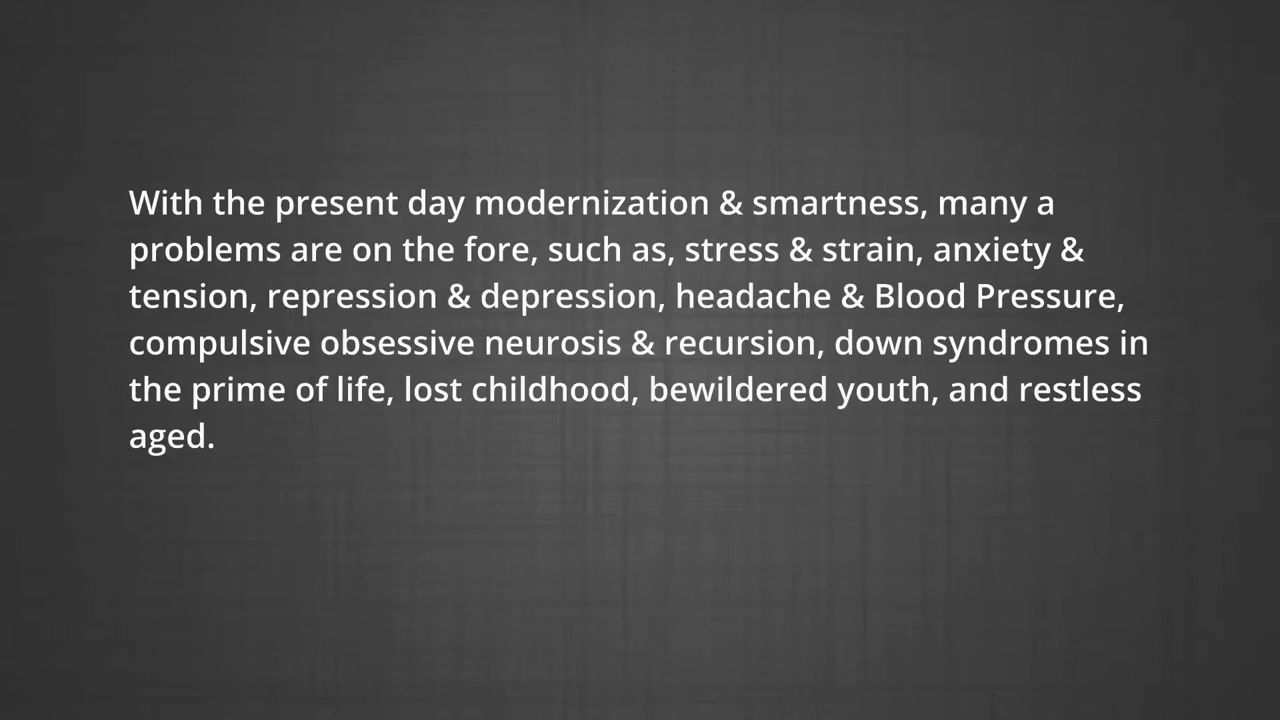 With the present day modernization & smartness, many a
problems are on the fore, such as, stress & strain, anxiety &
tension, repression & depression, headache & Blood Pressure,
compulsive obsessive neurosis & recursion, down syndromes in
the prime of life, lost childhood, bewildered youth, and restless
aged.